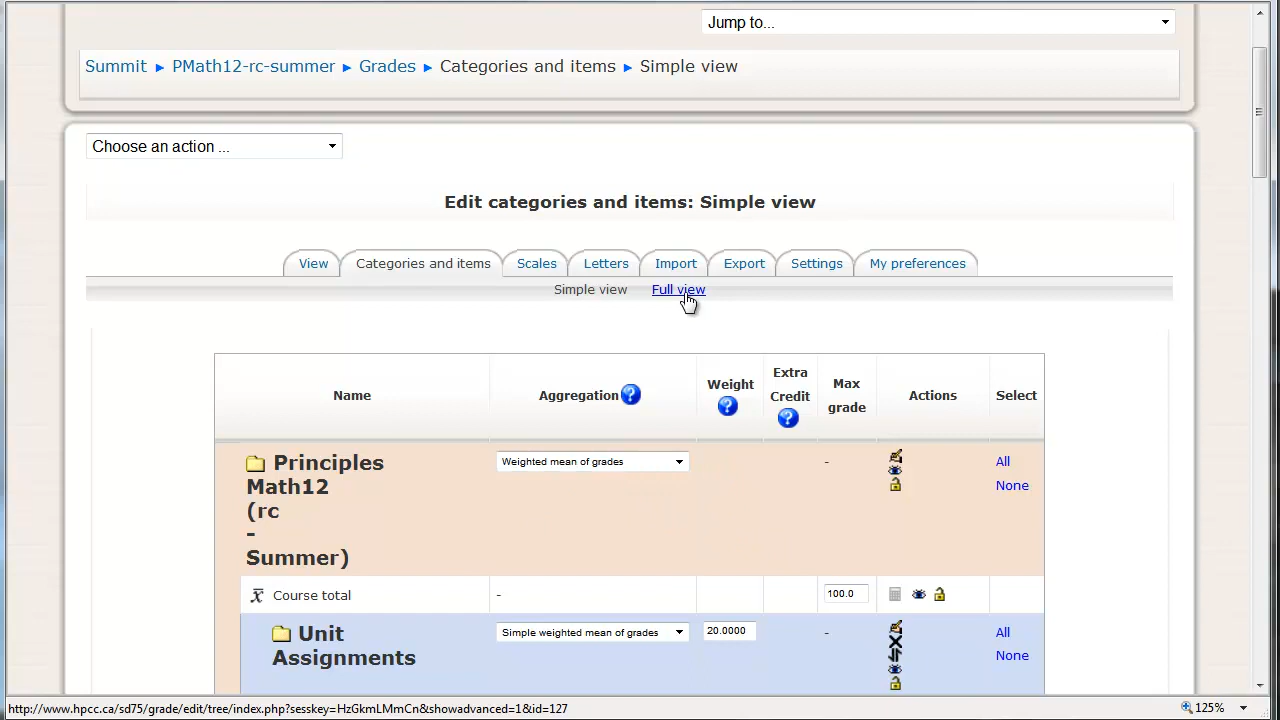 Jump to...
Summit ► PMath12-rc-summer ► Grades ► Categories and items ► Simple view
Choose an action ...
Edit categories and items: Simple view
View Categories and items Scales Letters Import Export Settings My preferences
Simple view Full view
Name Aggregation ? Weight ? Extra Credit ? Max grade Actions Select
Principles Weighted mean of grades - All
Math12 None
(rc
-
Summer)
Course total - 100.0
Unit Simple weighted mean of grades 20.0000 - All
Assignments None
http://www.hpcc.ca/sd75/grade/edit/tree/index.php?sesskey=HzGkmLMmCn&showadvanced=1&id=127 125%